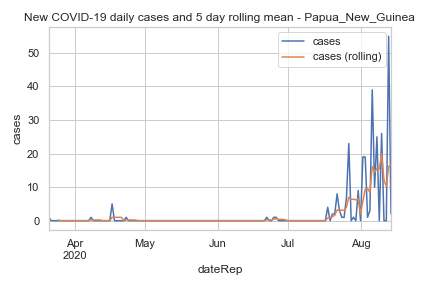 New COVID-19 daily cases and 5 day rolling mean - Papua_New_Guinea
cases
cases (rolling)
50
40
30
20
10
0
cases
Apr
2020
May
Jun
Jul
Aug
dateRep